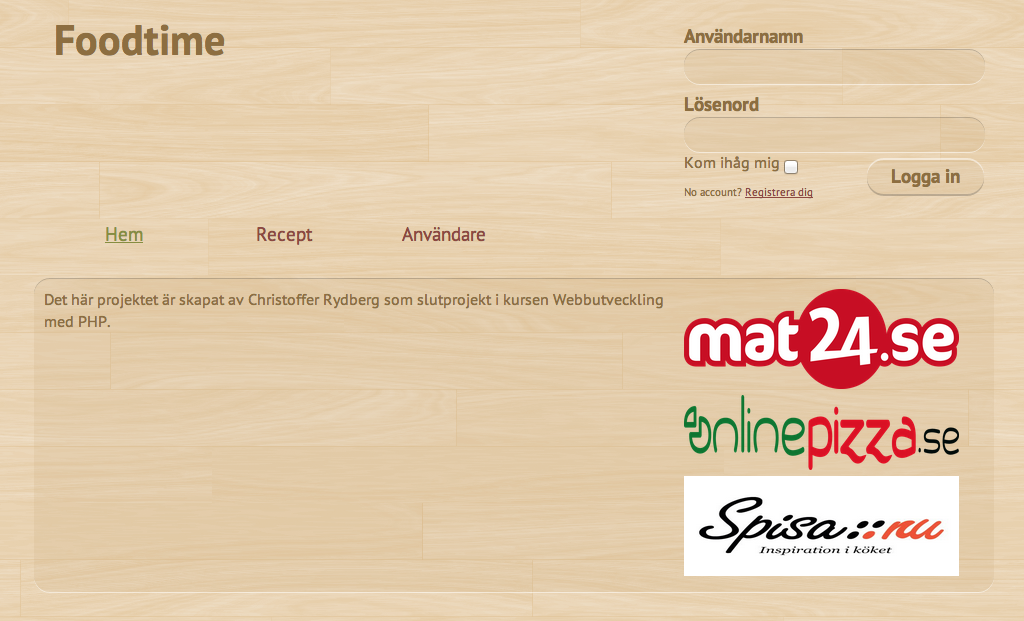 Foodtime
Användarnamn
Lösenord
Kom ihåg mig
Logga in
No account? Registrera dig
Hem Recept Användare
Det här projektet är skapat av Christoffer Rydberg som slutprojekt i kursen Webbutveckling
med PHP.
mat24.se
onlinepizza.se
Spisa::nu
Inspiration i köket